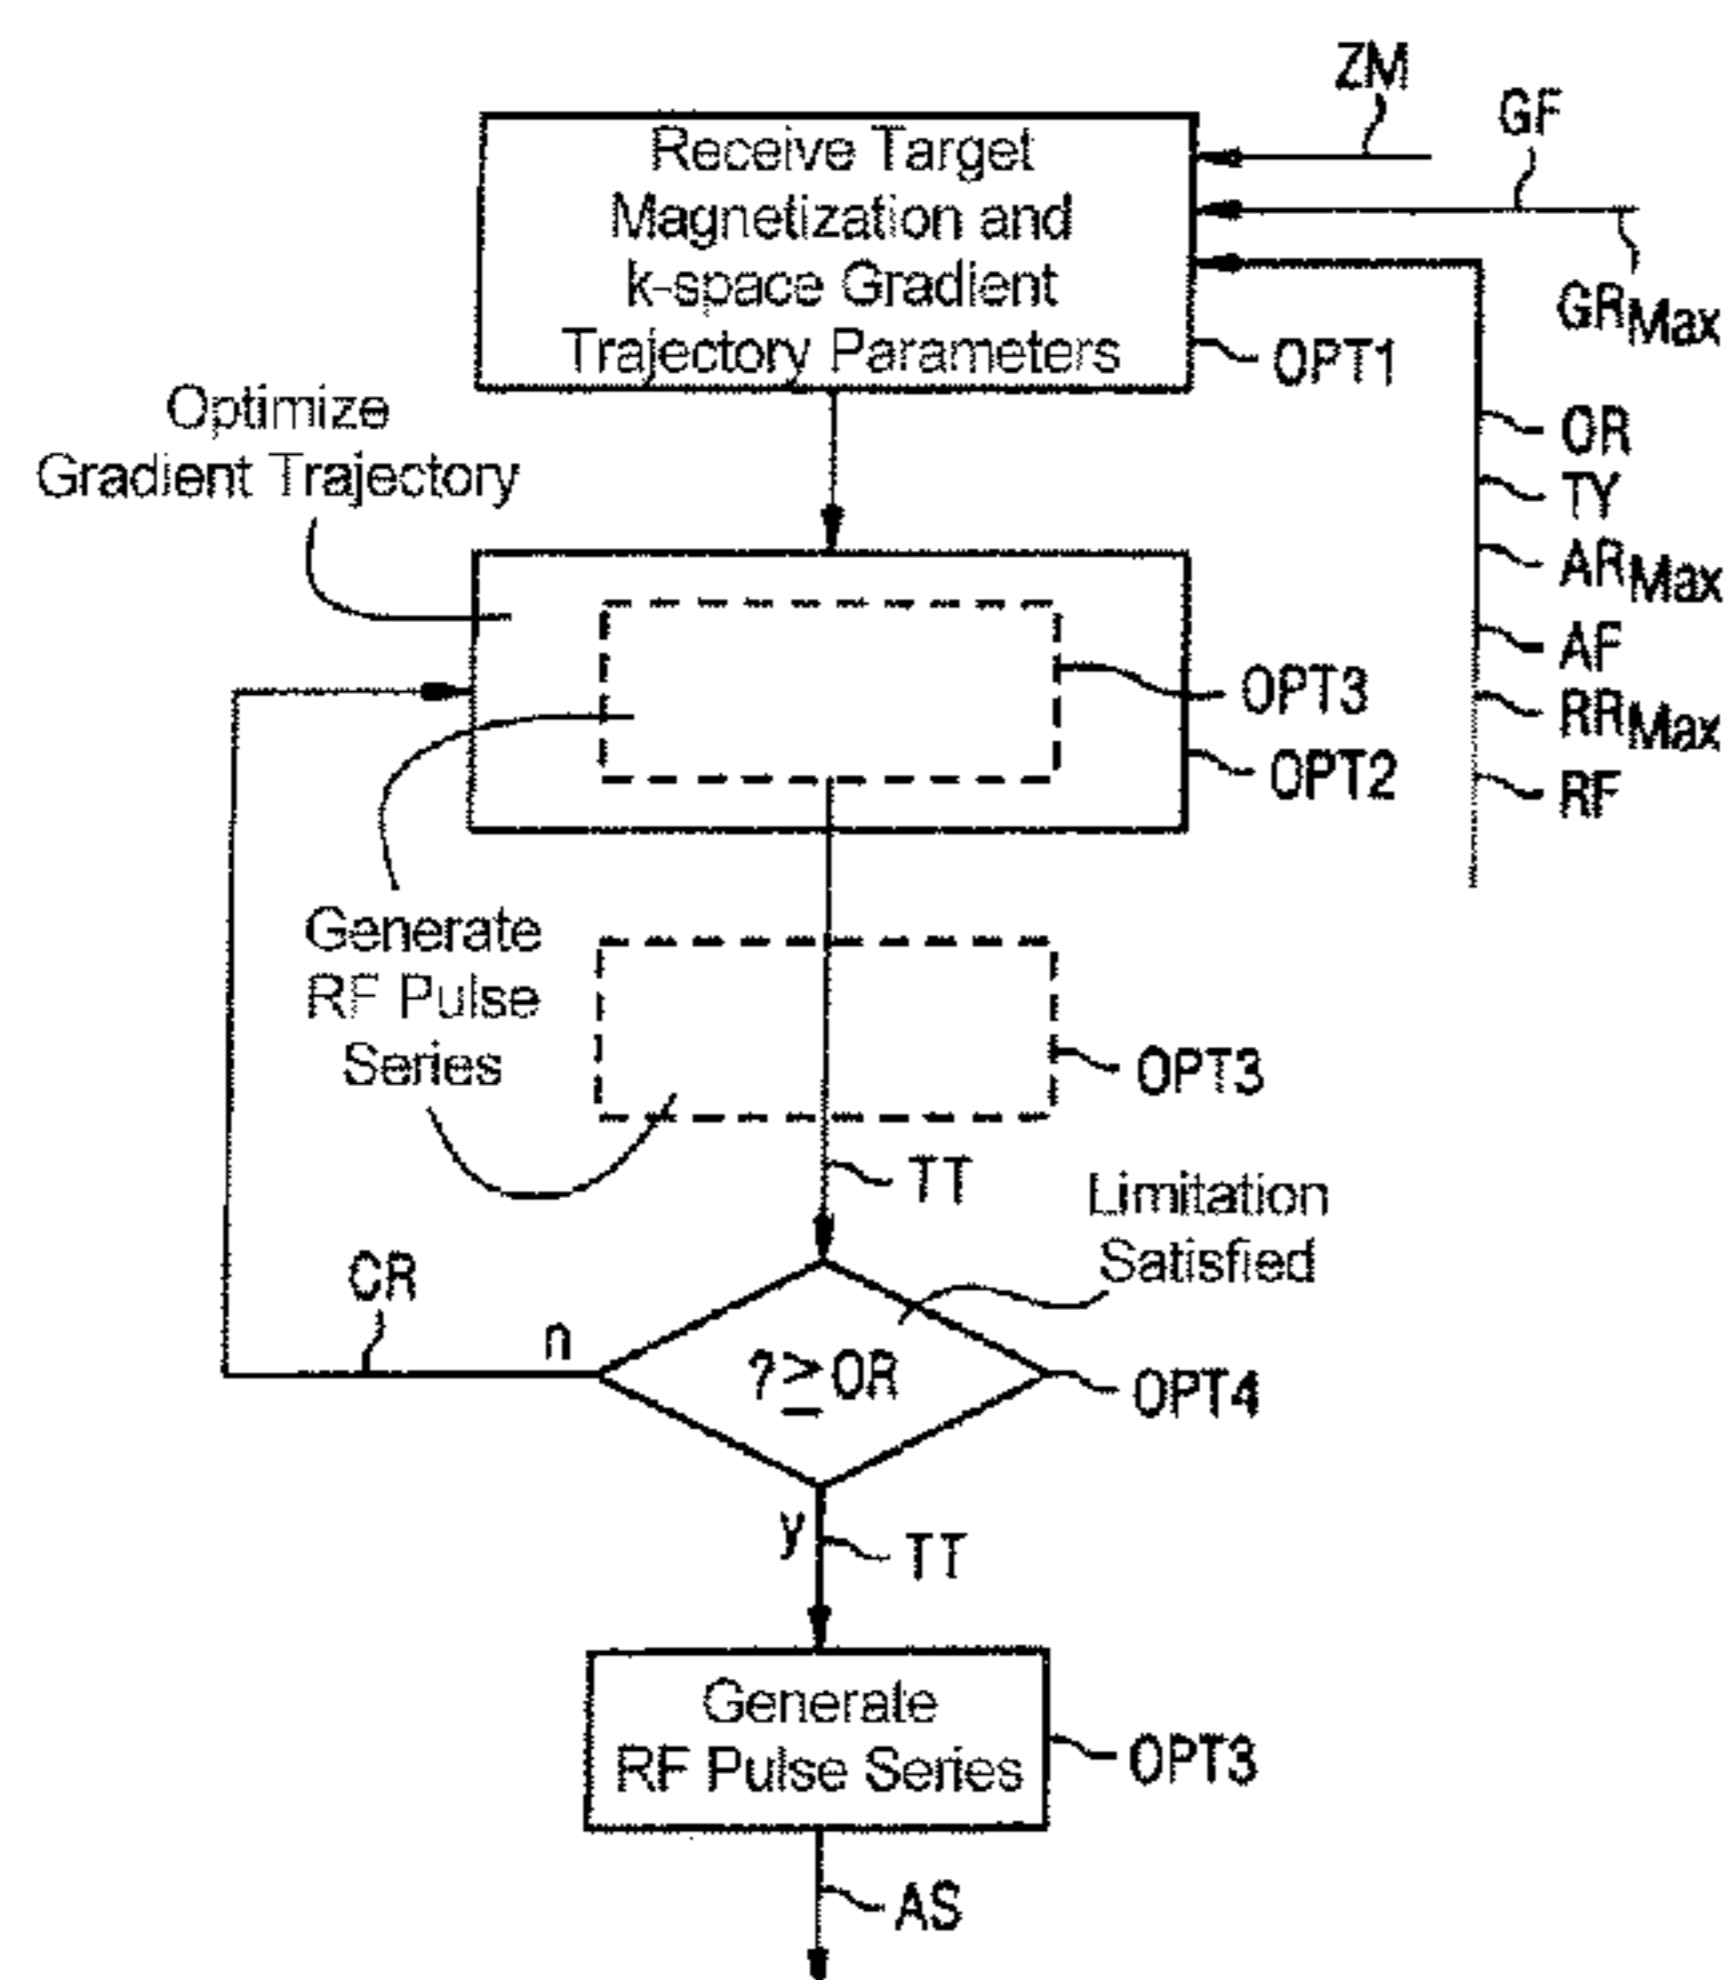 ZM
GF
Receive Target
Magnetization and
k-space Gradient
Trajectory Parameters
GRMax
OPT1
Optimize
Gradient Trajectory
OR
TY
ARMax
AF
RRMax
RF
OPT3
OPT2
Generate
RF Pulse
Series
OPT3
TT
Limitation
Satisfied
CR
n
?≥OR
OPT4
y
TT
Generate
RF Pulse Series
OPT3
AS